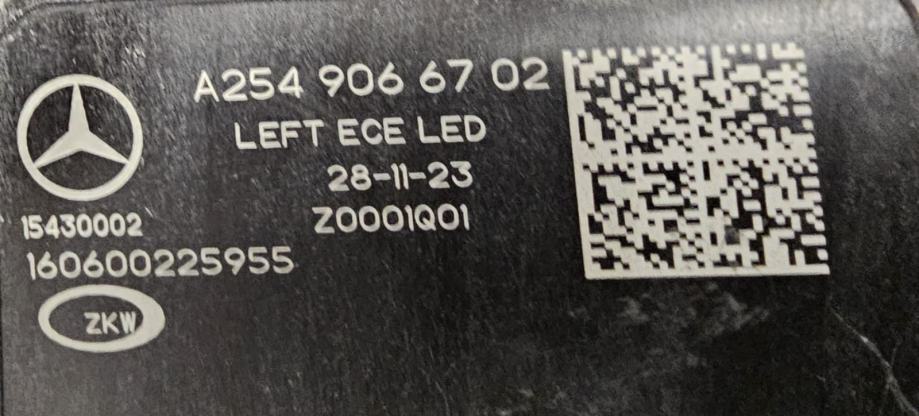 A254 906 67 02
LEFT ECE LED
28-11-23
Z0001Q01
15430002
160600225955
ZKW